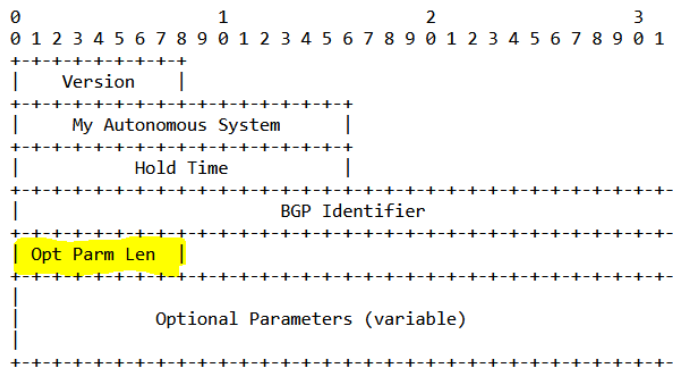 0                   1                   2                   3
0 1 2 3 4 5 6 7 8 9 0 1 2 3 4 5 6 7 8 9 0 1 2 3 4 5 6 7 8 9 0 1
+-+-+-+-+-+-+-+-+
|    Version    |
+-+-+-+-+-+-+-+-+-+-+-+-+-+-+-+-+
|     My Autonomous System      |
+-+-+-+-+-+-+-+-+-+-+-+-+-+-+-+-+
|           Hold Time           |
+-+-+-+-+-+-+-+-+-+-+-+-+-+-+-+-+-+-+-+-+-+-+-+-+-+-+-+-+-+-+-+-
|                         BGP Identifier
+-+-+-+-+-+-+-+-+-+-+-+-+-+-+-+-+-+-+-+-+-+-+-+-+-+-+-+-+-+-+-+-
| Opt Parm Len  |
+-+-+-+-+-+-+-+-+-+-+-+-+-+-+-+-+-+-+-+-+-+-+-+-+-+-+-+-+-+-+-+-
|
|             Optional Parameters (variable)
|
+-+-+-+-+-+-+-+-+-+-+-+-+-+-+-+-+-+-+-+-+-+-+-+-+-+-+-+-+-+-+-+-